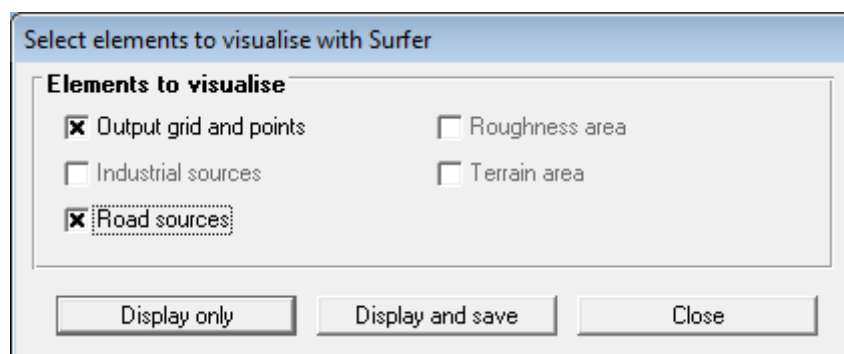 Select elements to visualise with Surfer
Elements to visualise
Output grid and points
Roughness area
Industrial sources
Terrain area
Road sources
Display only
Display and save
Close